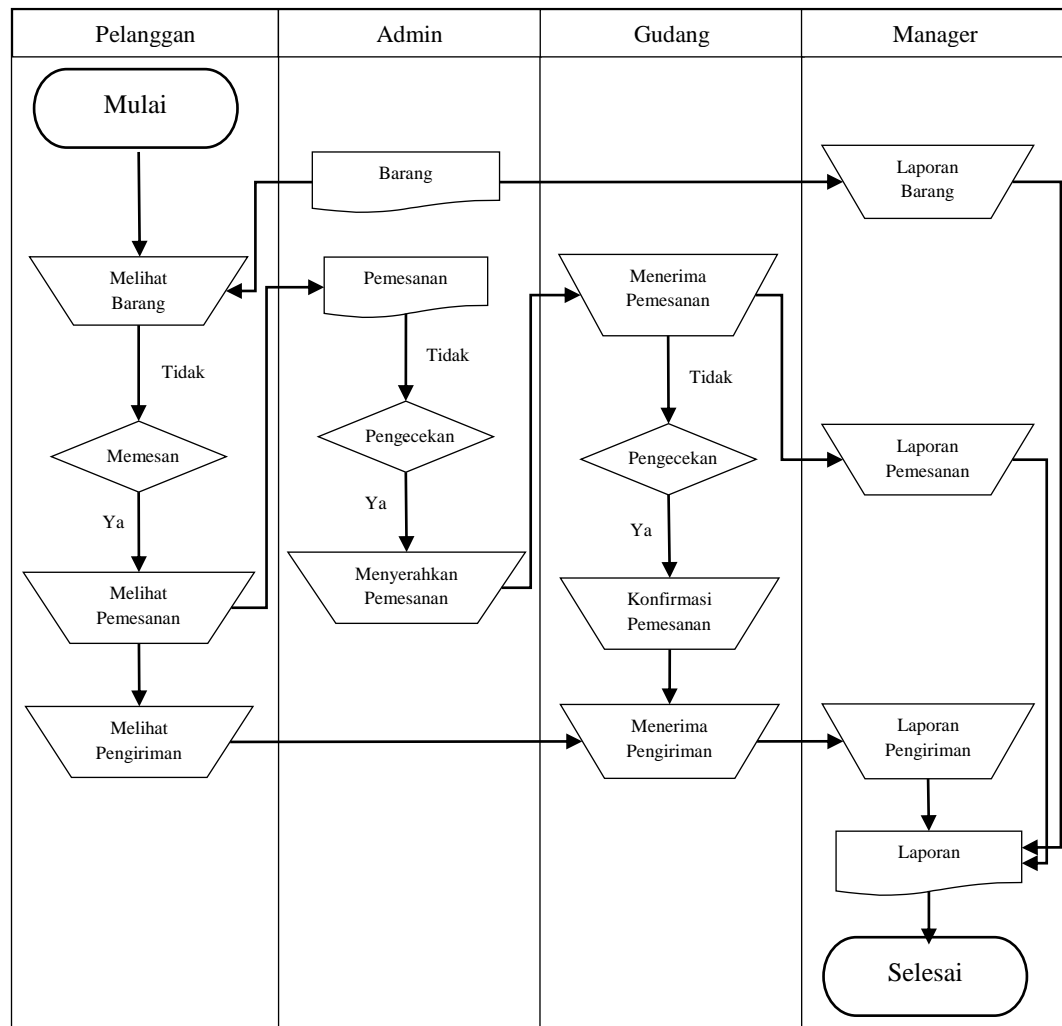 Pelanggan
Admin
Gudang
Manager
Mulai
Barang
Laporan
Barang
Melihat
Barang
Pemesanan
Menerima
Pemesanan
Tidak
Tidak
Tidak
Memesan
Pengecekan
Pengecekan
Laporan
Pemesanan
Ya
Ya
Ya
Melihat
Pemesanan
Menyerahkan
Pemesanan
Konfirmasi
Pemesanan
Melihat
Pengiriman
Menerima
Pengiriman
Laporan
Pengiriman
Laporan
Selesai